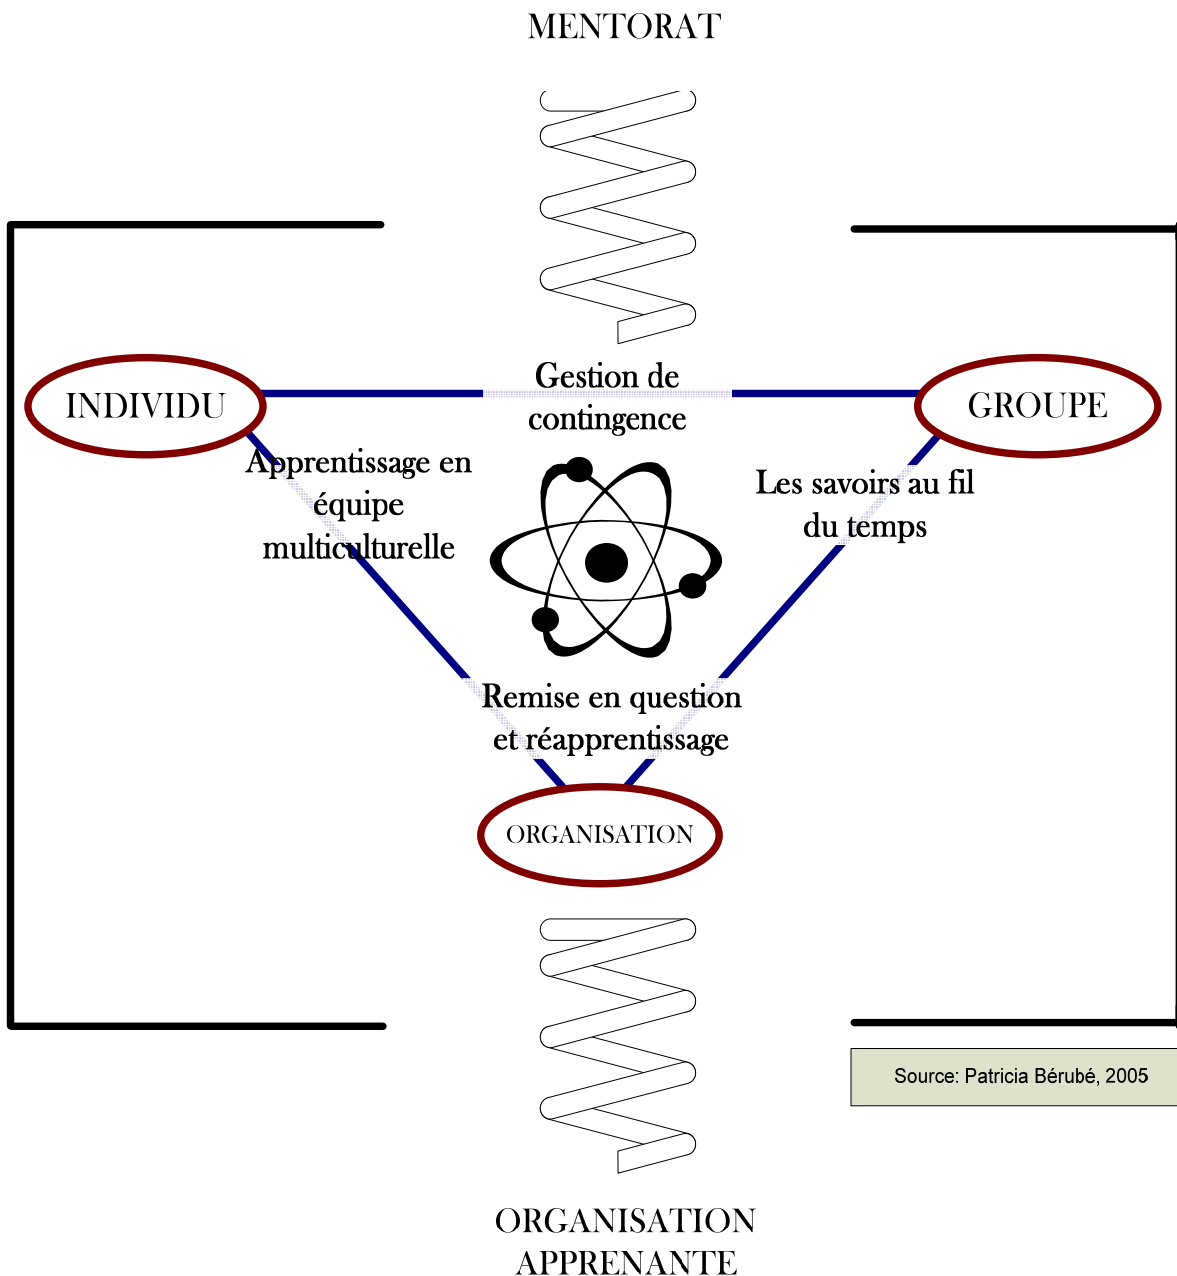 MENTORAT
Gestion de
contingence
INDIVIDU
GROUPE
Apprentissage en
équipe
multiculturelle
Les savoirs au fil
du temps
Remise en question
et réapprentissage
ORGANISATION
Source: Patricia Bérubé, 2005
ORGANISATION
APPRENANTE